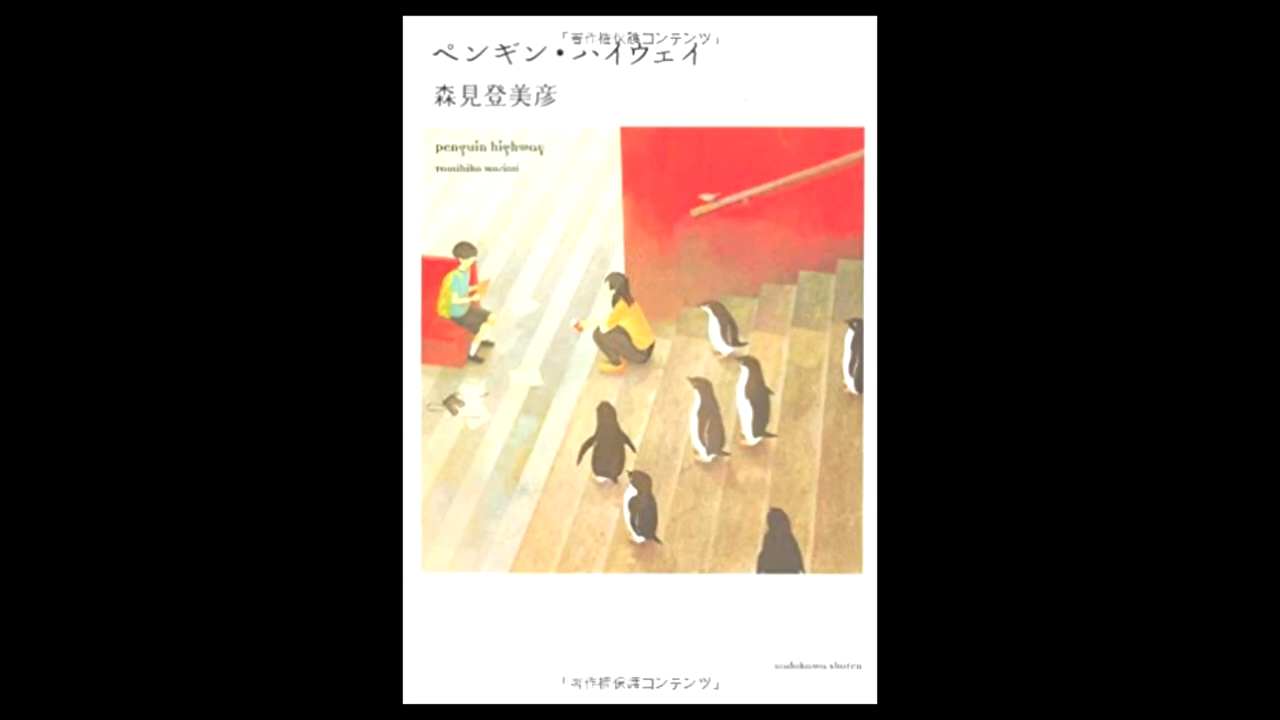 「著作権保護コンテンツ」
ペンギン・ハイウェイ
森見登美彦
penguin highway
tomihiko morimi
kadokawa shoten
「著作権保護コンテンツ」